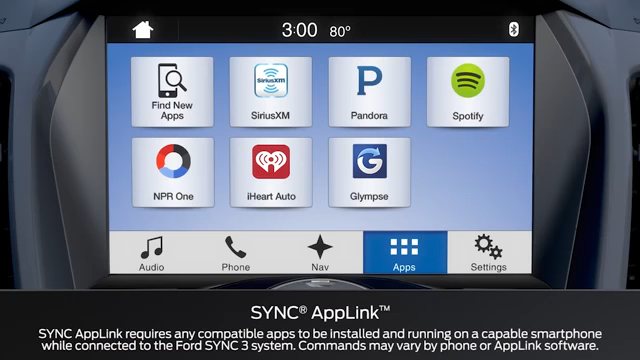 3:00 80°
Find New
Apps
SiriusXM
SiriusXM
Pandora
Spotify
NPR One
iHeart Auto
Glympse
Audio
Phone
Nav
Apps
Settings
SYNC® AppLink™
SYNC AppLink requires any compatible apps to be installed and running on a capable smartphone
while connected to the Ford SYNC 3 system. Commands may vary by phone or AppLink software.